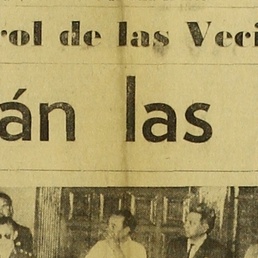 rol de las Veci
án las